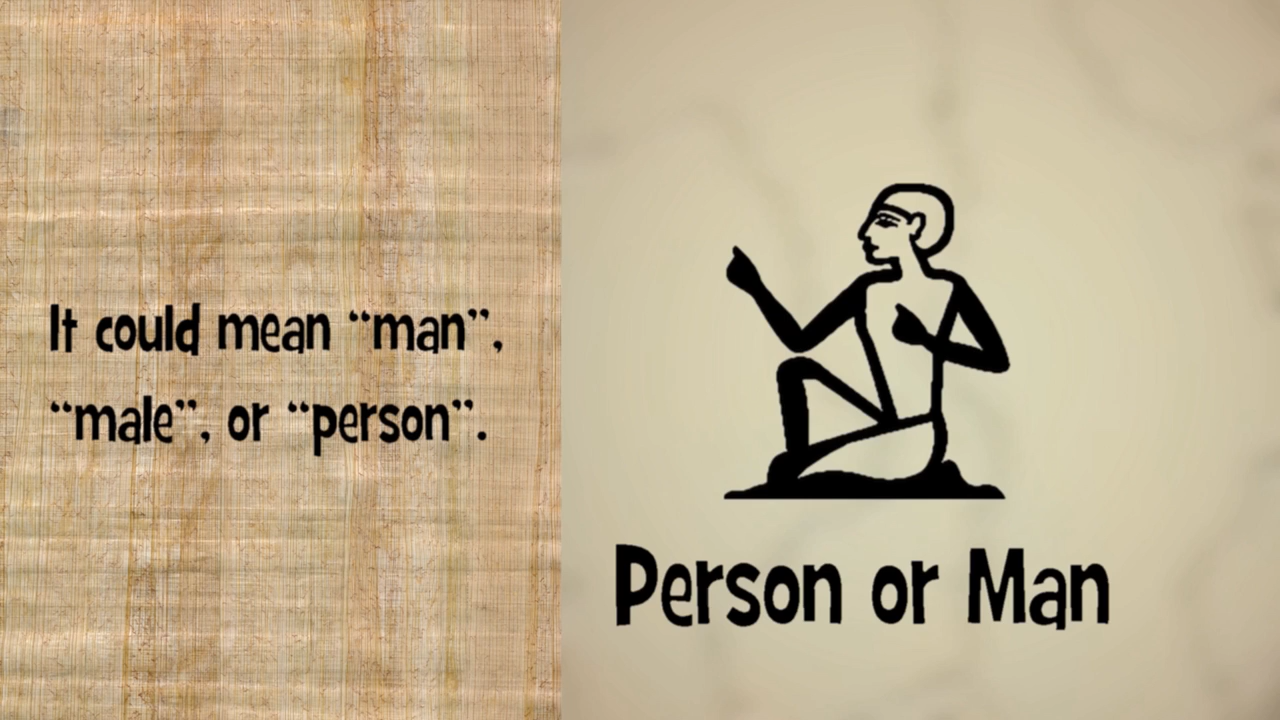 It could mean “man”,
“male”, or “person”.
Person or Man